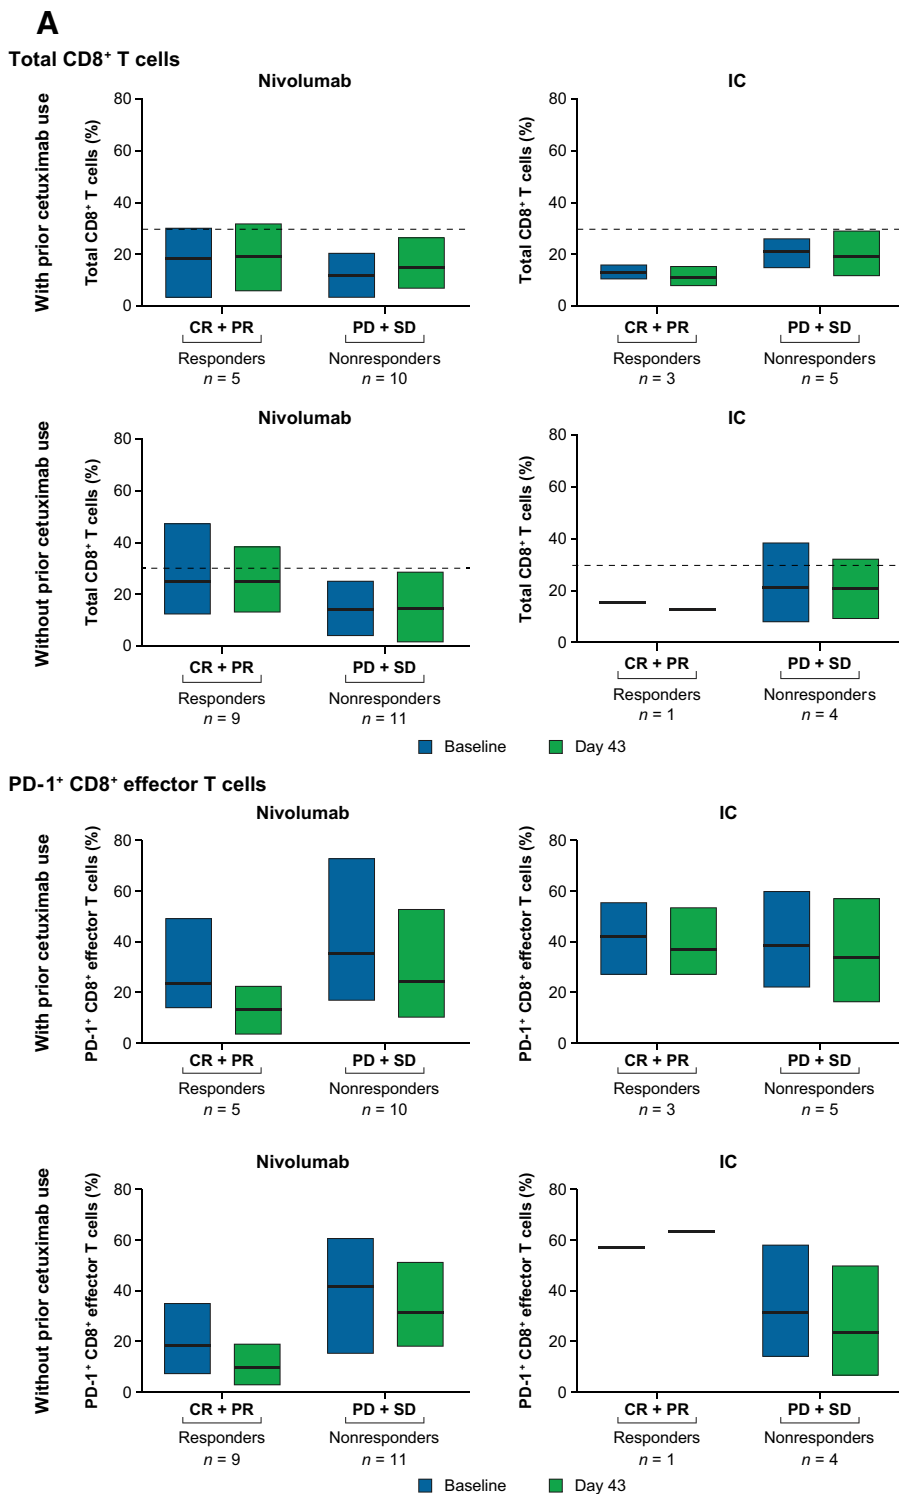 A
Total CD8⁺ T cells
With prior cetuximab use
Nivolumab
Total CD8⁺ T cells (%)
80
60
40
20
0
CR + PR
PD + SD
Responders
Nonresponders
n = 5
n = 10
IC
Total CD8⁺ T cells (%)
80
60
40
20
0
CR + PR
PD + SD
Responders
Nonresponders
n = 3
n = 5
Without prior cetuximab use
Nivolumab
Total CD8⁺ T cells (%)
80
60
40
20
0
CR + PR
PD + SD
Responders
Nonresponders
n = 9
n = 11
IC
Total CD8⁺ T cells (%)
80
60
40
20
0
CR + PR
PD + SD
Responders
Nonresponders
n = 1
n = 4
Baseline
Day 43
PD-1⁺ CD8⁺ effector T cells
With prior cetuximab use
Nivolumab
PD-1⁺ CD8⁺ effector T cells (%)
80
60
40
20
0
CR + PR
PD + SD
Responders
Nonresponders
n = 5
n = 10
IC
PD-1⁺ CD8⁺ effector T cells (%)
80
60
40
20
0
CR + PR
PD + SD
Responders
Nonresponders
n = 3
n = 5
Without prior cetuximab use
Nivolumab
PD-1⁺ CD8⁺ effector T cells (%)
80
60
40
20
0
CR + PR
PD + SD
Responders
Nonresponders
n = 9
n = 11
IC
PD-1⁺ CD8⁺ effector T cells (%)
80
60
40
20
0
CR + PR
PD + SD
Responders
Nonresponders
n = 1
n = 4
Baseline
Day 43